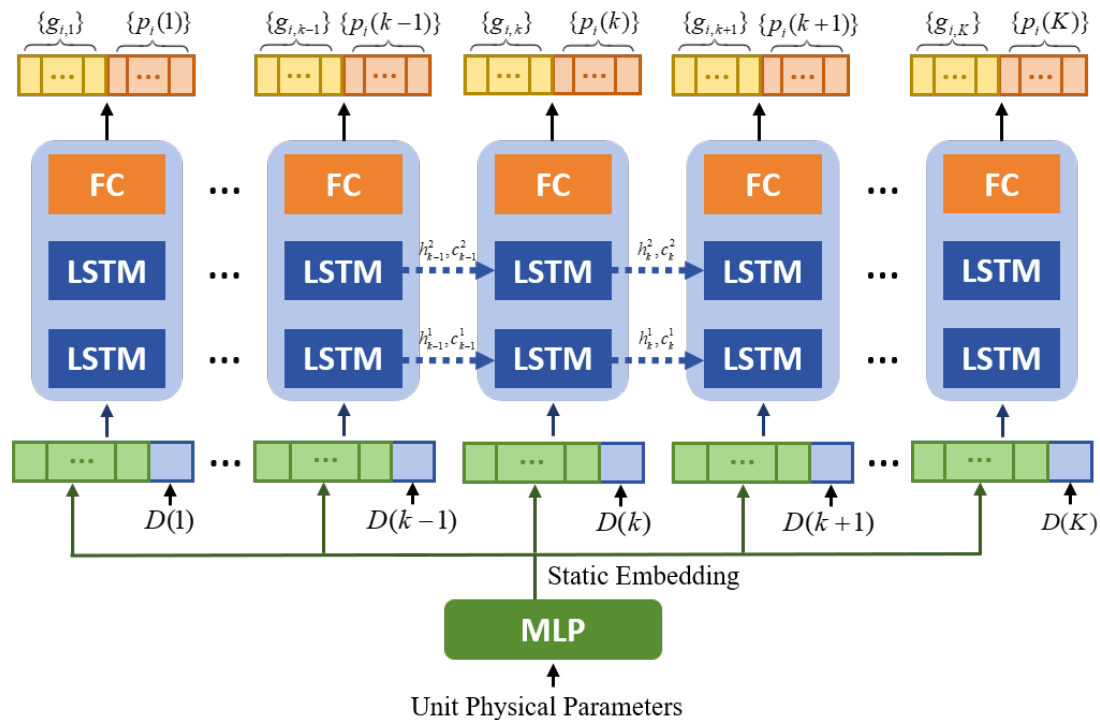 {g_{i,1}} {p_i(1)} {g_{i,k-1}} {p_i(k-1)} {g_{i,k}} {p_i(k)} {g_{i,k+1}} {p_i(k+1)} {g_{i,K}} {p_i(K)}
... ... ... ... ... ... ... ... ... ...
FC ... FC FC FC ... FC
h^2_{k-1}, c^2_{k-1} h^2_k, c^2_k
LSTM ... LSTM LSTM LSTM ... LSTM
h^1_{k-1}, c^1_{k-1} h^1_k, c^1_k
LSTM ... LSTM LSTM LSTM ... LSTM
... ... ... ... ... ... ...
D(1) D(k-1) D(k) D(k+1) D(K)
Static Embedding
MLP
Unit Physical Parameters